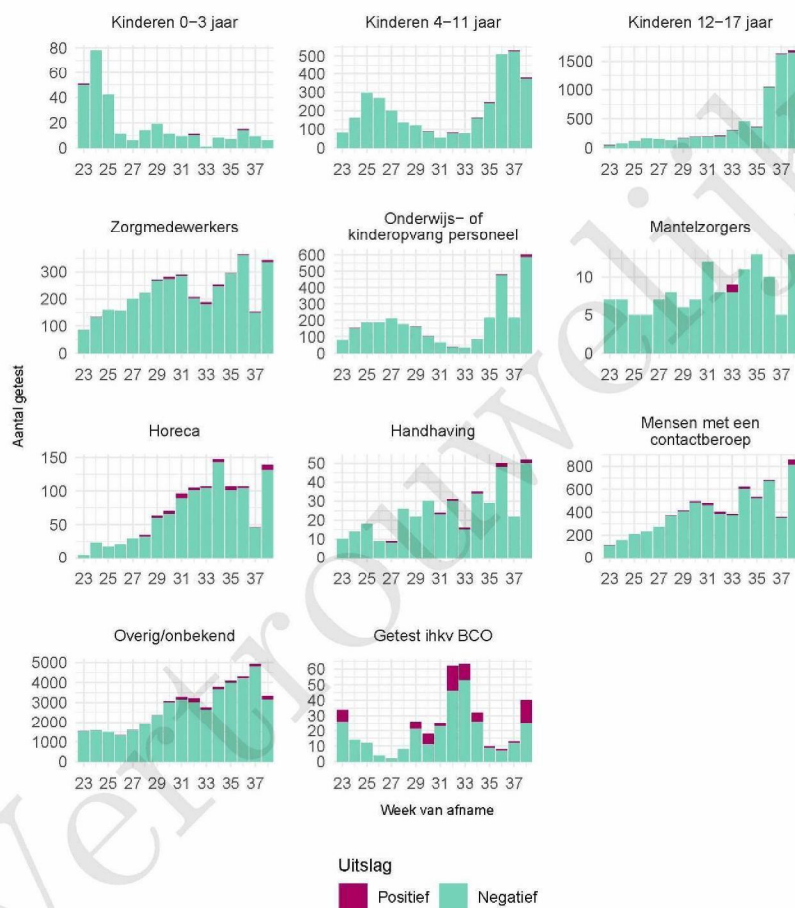 Kinderen 0−3 jaar
80
60
40
20
0
23 25 27 29 31 33 35 37
Kinderen 4−11 jaar
500
400
300
200
100
0
23 25 27 29 31 33 35 37
Kinderen 12−17 jaar
1500
1000
500
0
23 25 27 29 31 33 35 37
Zorgmedewerkers
300
200
100
0
23 25 27 29 31 33 35 37
Onderwijs− of
kinderopvang personeel
600
500
400
300
200
100
0
23 25 27 29 31 33 35 37
Mantelzorgers
10
5
0
23 25 27 29 31 33 35 37
Aantal getest
Horeca
150
100
50
0
23 25 27 29 31 33 35 37
Handhaving
50
40
30
20
10
0
23 25 27 29 31 33 35 37
Mensen met een
contactberoep
800
600
400
200
0
23 25 27 29 31 33 35 37
Overig/onbekend
5000
4000
3000
2000
1000
0
23 25 27 29 31 33 35 37
Getest ihkv BCO
60
50
40
30
20
10
0
23 25 27 29 31 33 35 37
Week van afname
Uitslag
Positief Negatief
Vertrouwelijk